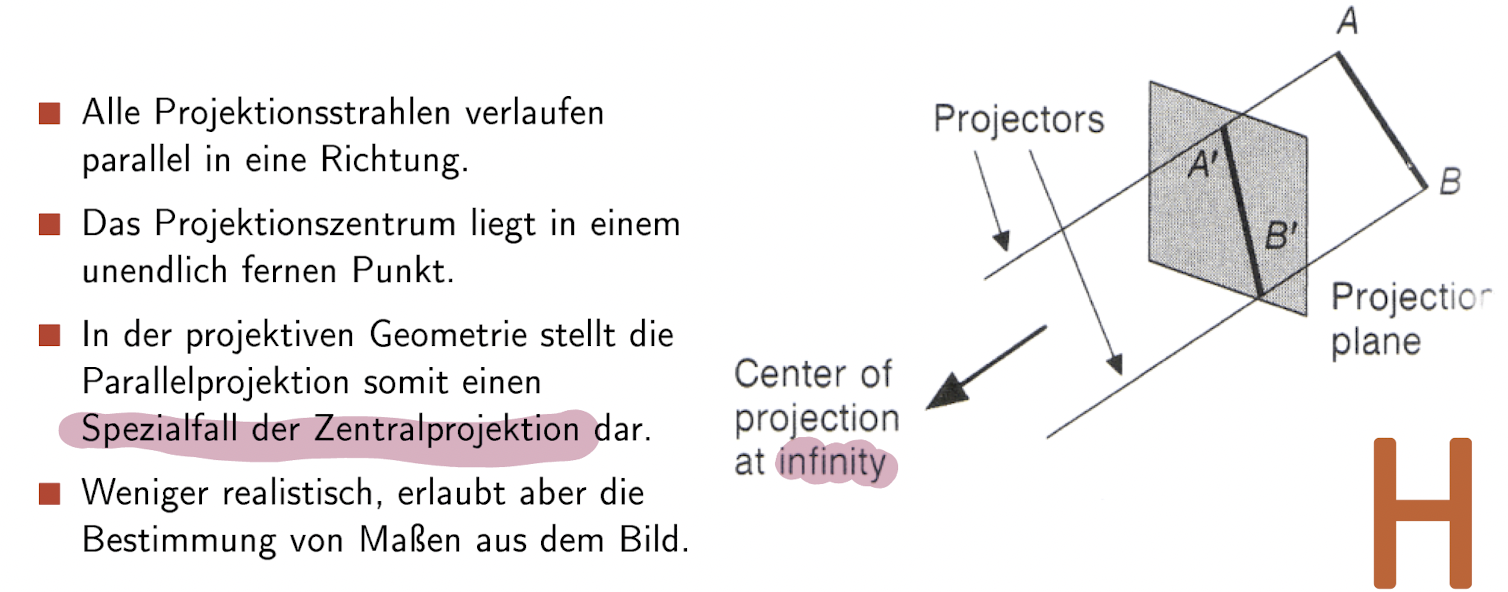 Alle Projektionsstrahlen verlaufen
parallel in eine Richtung.
Das Projektionszentrum liegt in einem
unendlich fernen Punkt.
In der projektiven Geometrie stellt die
Parallelprojektion somit einen
Spezialfall der Zentralprojektion dar.
Weniger realistisch, erlaubt aber die
Bestimmung von Maßen aus dem Bild.
A
Projectors
A'
B
B'
Projection
plane
Center of
projection
at infinity
H